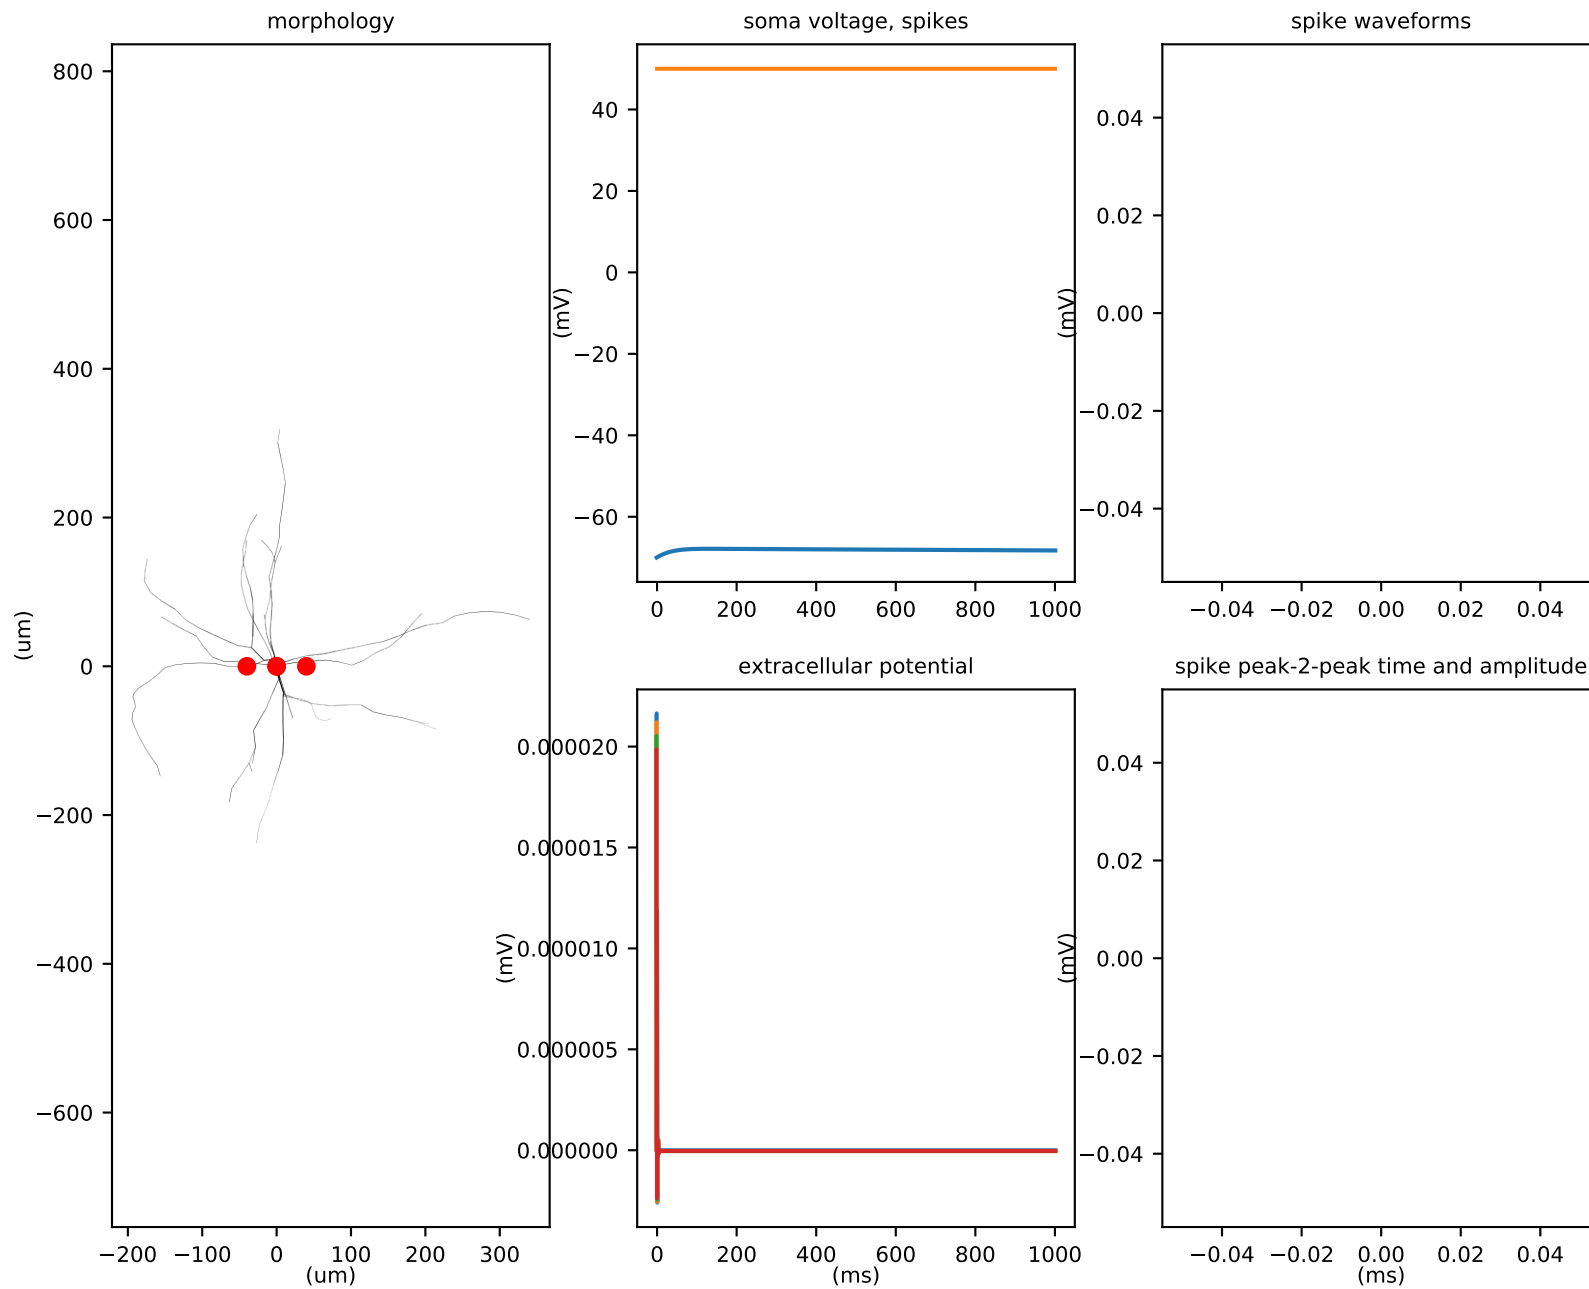 morphology
800
600
400
200
0
−200
−400
−600
(um)
−200 −100 0 100 200 300
(um)
soma voltage, spikes
40
20
0
−20
−40
−60
(mV)
0 200 400 600 800 1000
spike waveforms
0.04
0.02
0.00
−0.02
−0.04
(mV)
−0.04 −0.02 0.00 0.02 0.04
extracellular potential
0.000020
0.000015
0.000010
0.000005
0.000000
(mV)
0 200 400 600 800 1000
(ms)
spike peak-2-peak time and amplitude
0.04
0.02
0.00
−0.02
−0.04
(mV)
−0.04 −0.02 0.00 0.02 0.04
(ms)